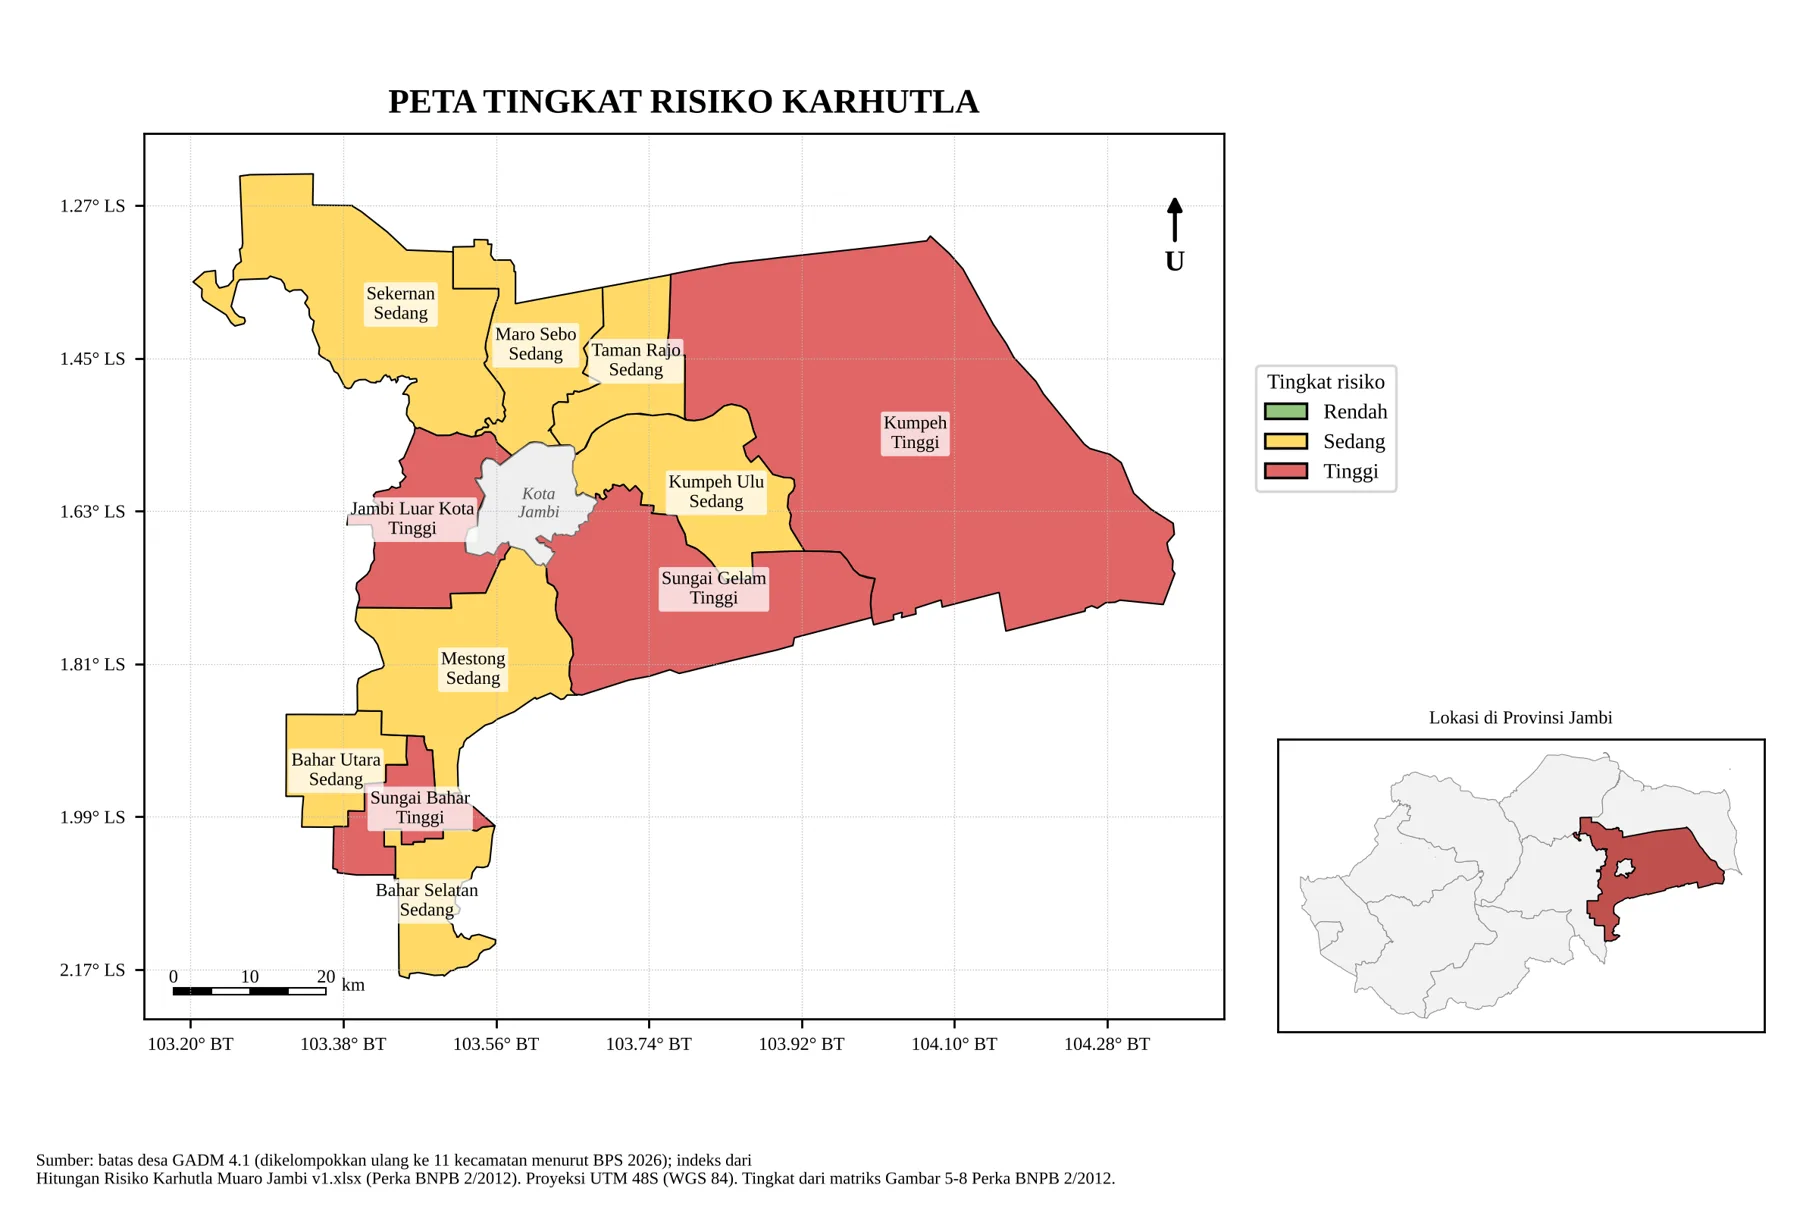 PETA TINGKAT RISIKO KARHUTLA
1.27° LS
1.45° LS
1.63° LS
1.81° LS
1.99° LS
2.17° LS
U
Sekernan
Sedang
Maro Sebo
Sedang
Taman Rajo
Sedang
Kumpeh
Tinggi
Kumpeh Ulu
Sedang
Kota
Jambi
Jambi Luar Kota
Tinggi
Sungai Gelam
Tinggi
Mestong
Sedang
Bahar Utara
Sedang
Sungai Bahar
Tinggi
Bahar Selatan
Sedang
0 10 20 km
103.20° BT 103.38° BT 103.56° BT 103.74° BT 103.92° BT 104.10° BT 104.28° BT
Tingkat risiko
Rendah
Sedang
Tinggi
Lokasi di Provinsi Jambi
Sumber: batas desa GADM 4.1 (dikelompokkan ulang ke 11 kecamatan menurut BPS 2026); indeks dari
Hitungan Risiko Karhutla Muaro Jambi v1.xlsx (Perka BNPB 2/2012). Proyeksi UTM 48S (WGS 84). Tingkat dari matriks Gambar 5-8 Perka BNPB 2/2012.